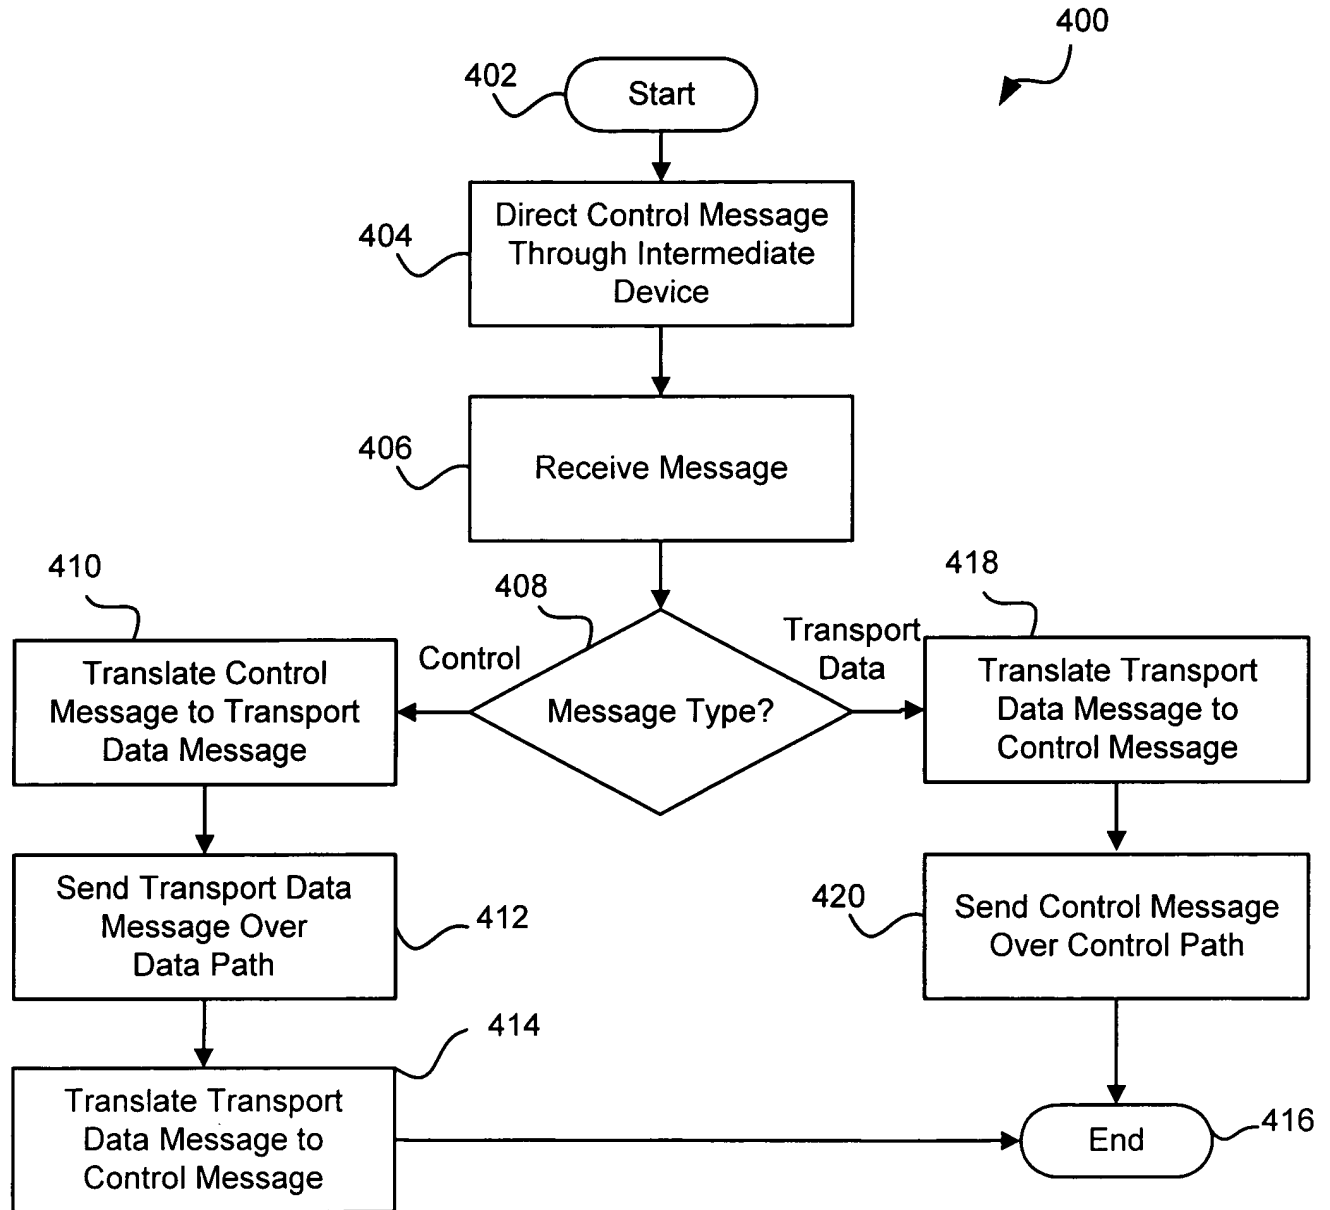 400
402
Start
404
Direct Control Message
Through Intermediate
Device
406
Receive Message
408
Message Type?
Control
Transport
Data
410
Translate Control
Message to Transport
Data Message
418
Translate Transport
Data Message to
Control Message
Send Transport Data
Message Over
Data Path
412
420
Send Control Message
Over Control Path
414
Translate Transport
Data Message to
Control Message
End
416